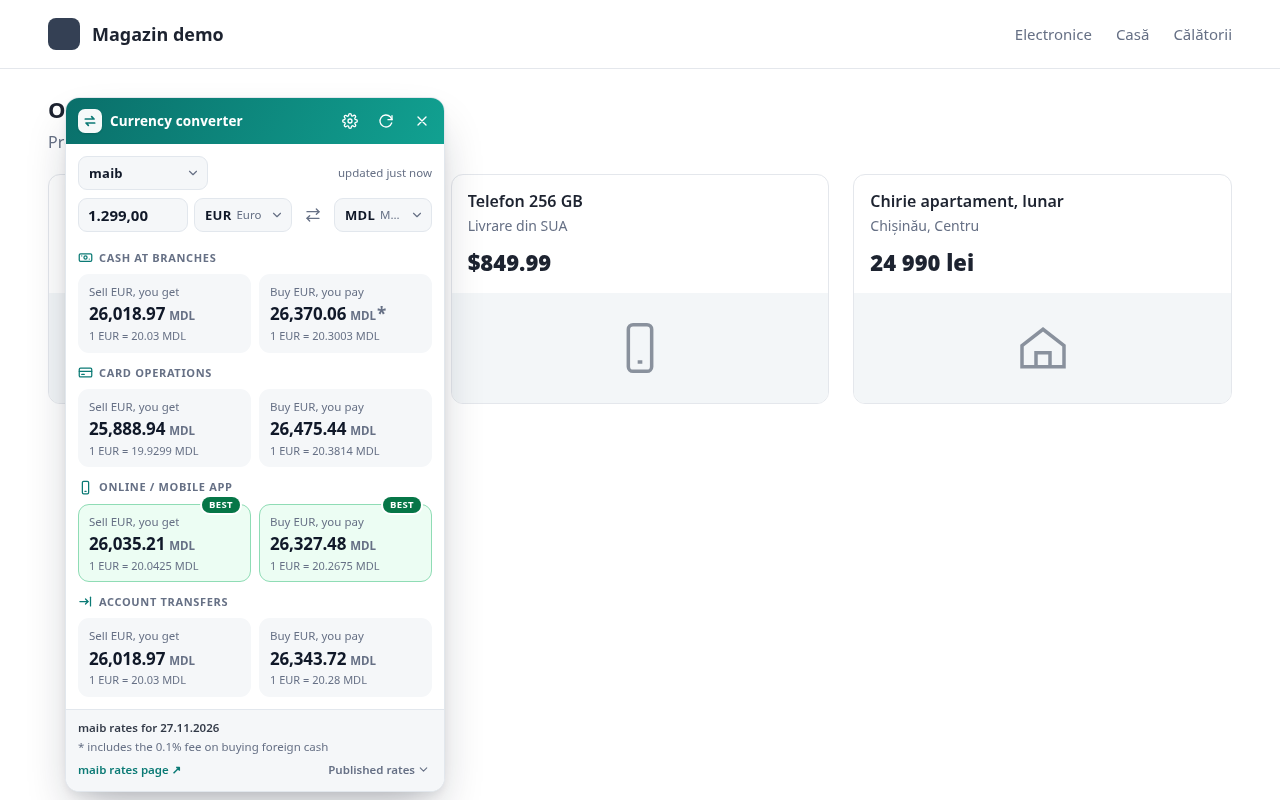 Magazin demo
Electronice
Casă
Călătorii
Currency converter
maib
updated just now
1.299,00
EUR Euro
MDL M...
CASH AT BRANCHES
Sell EUR, you get
26,018.97 MDL
1 EUR = 20.03 MDL
Buy EUR, you pay
26,370.06 MDL*
1 EUR = 20.3003 MDL
CARD OPERATIONS
Sell EUR, you get
25,888.94 MDL
1 EUR = 19.9299 MDL
Buy EUR, you pay
26,475.44 MDL
1 EUR = 20.3814 MDL
ONLINE / MOBILE APP
BEST
Sell EUR, you get
26,035.21 MDL
1 EUR = 20.0425 MDL
BEST
Buy EUR, you pay
26,327.48 MDL
1 EUR = 20.2675 MDL
ACCOUNT TRANSFERS
Sell EUR, you get
26,018.97 MDL
1 EUR = 20.03 MDL
Buy EUR, you pay
26,343.72 MDL
1 EUR = 20.28 MDL
maib rates for 27.11.2026
* includes the 0.1% fee on buying foreign cash
maib rates page ↗
Published rates
Telefon 256 GB
Livrare din SUA
$849.99
Chirie apartament, lunar
Chișinău, Centru
24 990 lei